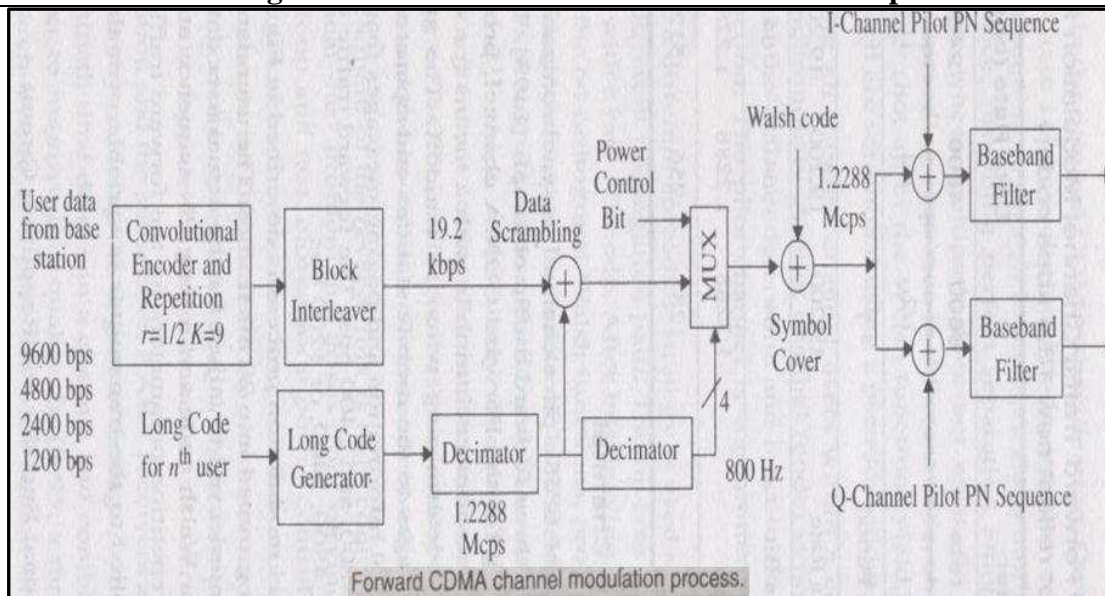 I-Channel Pilot PN Sequence
Walsh code
Power
Control
Bit
1.2288
Mcps
Baseband
Filter
User data
from base
station
Convolutional
Encoder and
Repetition
r=1/2 K=9
Block
Interleaver
19.2
kbps
Data
Scrambling
MUX
Symbol
Cover
Baseband
Filter
9600 bps
4800 bps
2400 bps
1200 bps
Long Code
for nth user
Long Code
Generator
Decimator
Decimator
4
800 Hz
1.2288
Mcps
Q-Channel Pilot PN Sequence
Forward CDMA channel modulation process.